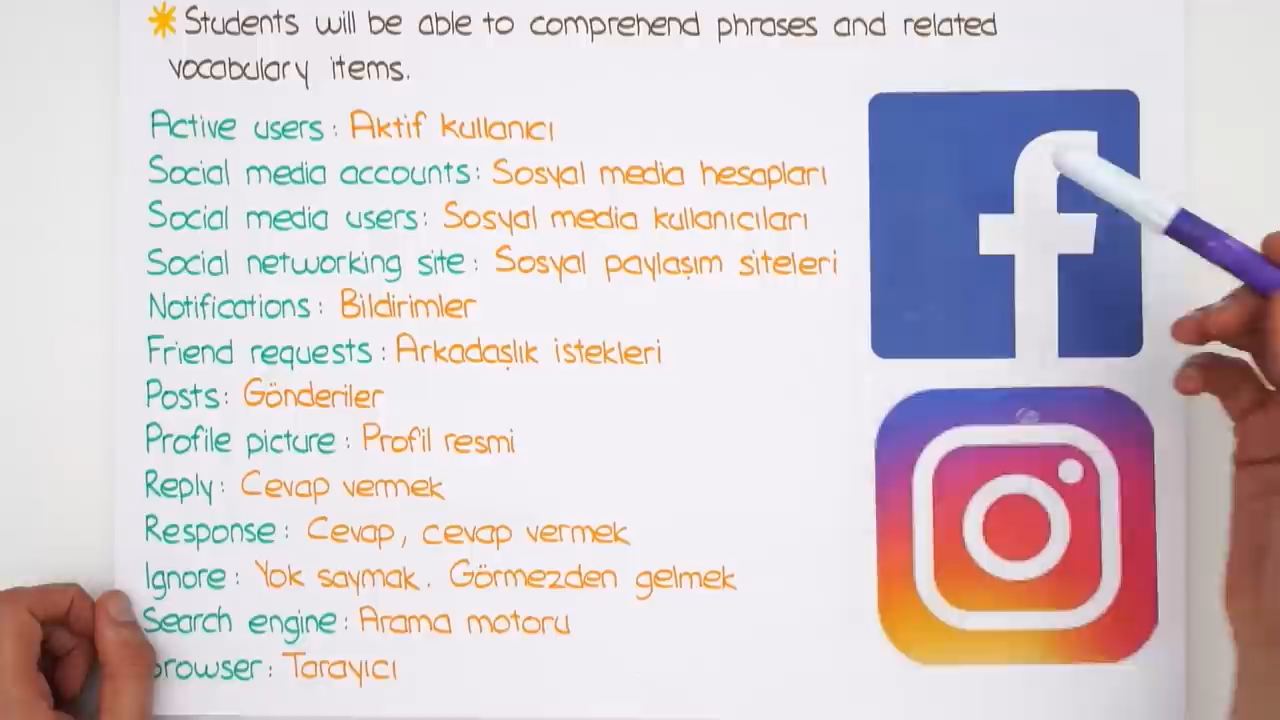 Students will be able to comprehend phrases and related
vocabulary items.
Active users: Aktif kullanıcı
Social media accounts: Sosyal media hesapları
Social media users: Sosyal media kullanıcıları
Social networking site: Sosyal paylaşım siteleri
Notifications: Bildirimler
Friend requests: Arkadaşlık istekleri
Posts: Gönderiler
Profile picture: Profil resmi
Reply: Cevap vermek
Response: Cevap, cevap vermek
Ignore: Yok saymak. Görmezden gelmek
Search engine: Arama motoru
browser: Tarayıcı
f